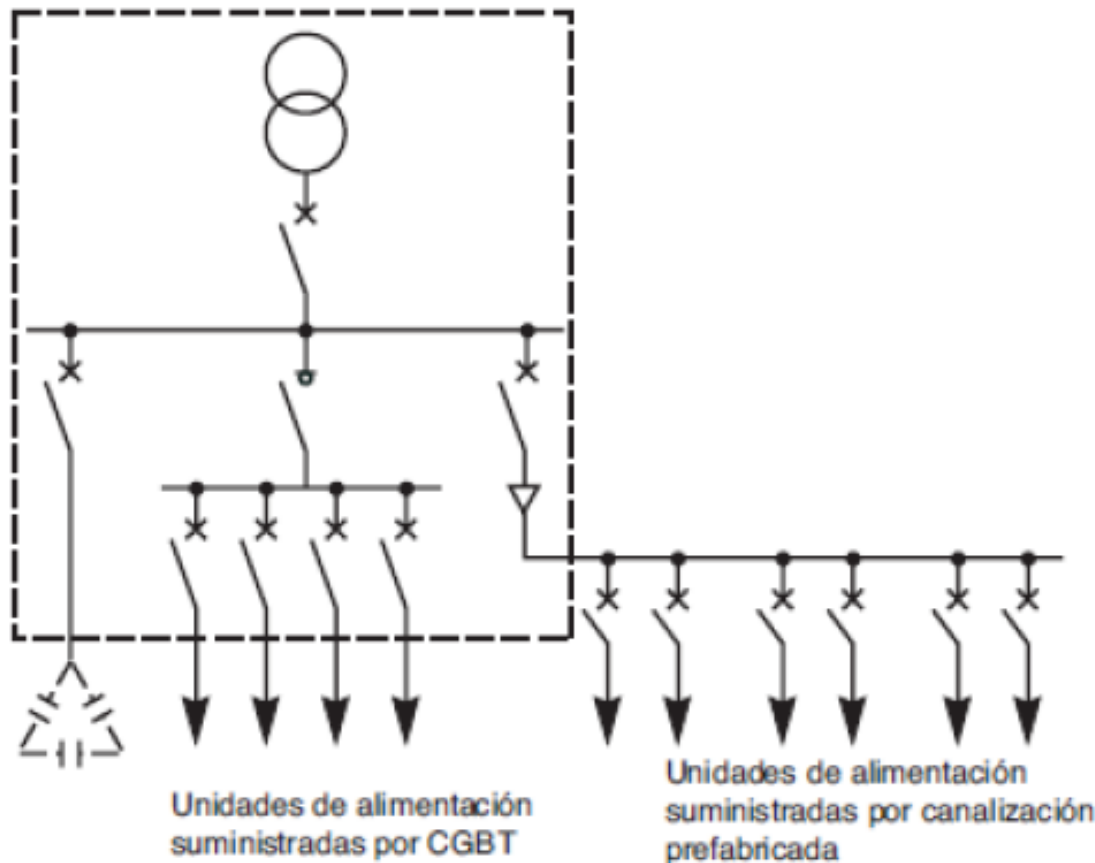 Unidades de alimentación
suministradas por CGBT
Unidades de alimentación
suministradas por canalización
prefabricada